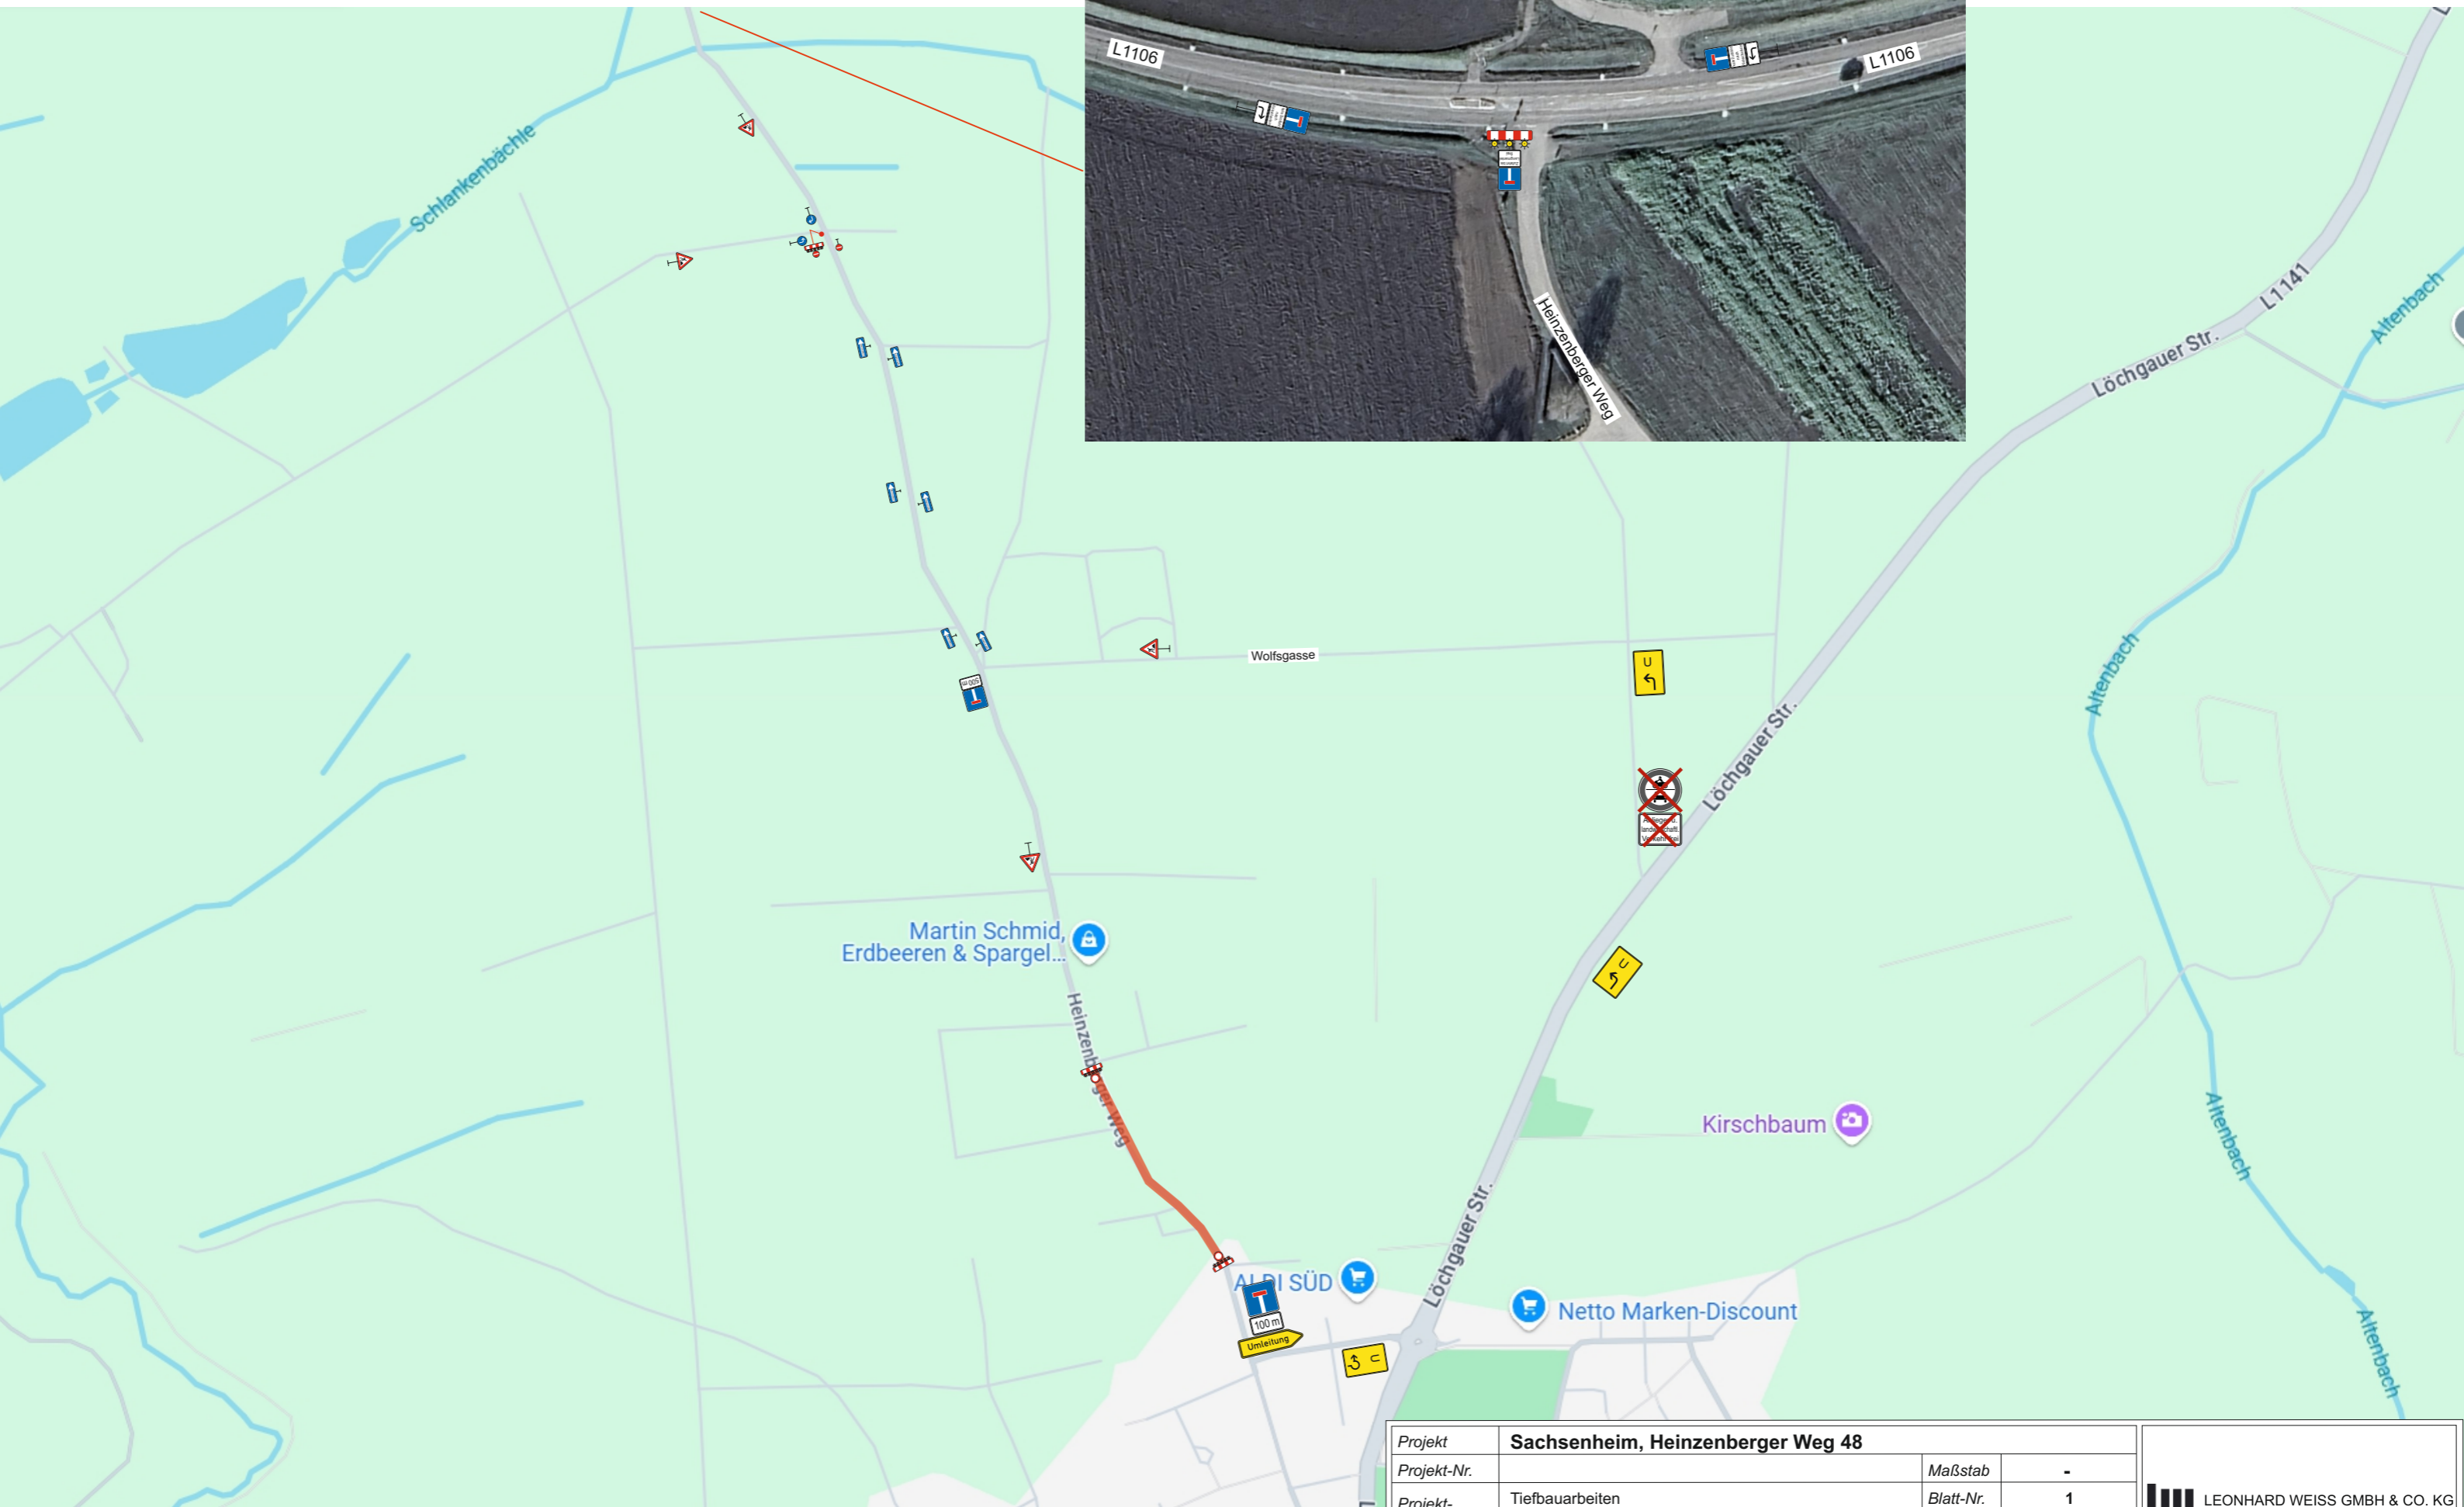 L1106
L1106
Heinzenberger Weg
Schlankenbächle
L1141
Löchgauer Str.
Altenbach
Altenbach
Wolfsgasse
500 m
U
Löchgauer Str.
U
Martin Schmid,
Erdbeeren & Spargel...
Heinzenberger Weg
Kirschbaum
Altenbach
Löchgauer Str.
ALDI SÜD
Netto Marken-Discount
100 m
Umleitung
U
Altenbach
Projekt Sachsenheim, Heinzenberger Weg 48
Projekt-Nr. Maßstab -
Projekt- Tiefbauarbeiten Blatt-Nr. 1
LEONHARD WEISS GMBH & CO. KG